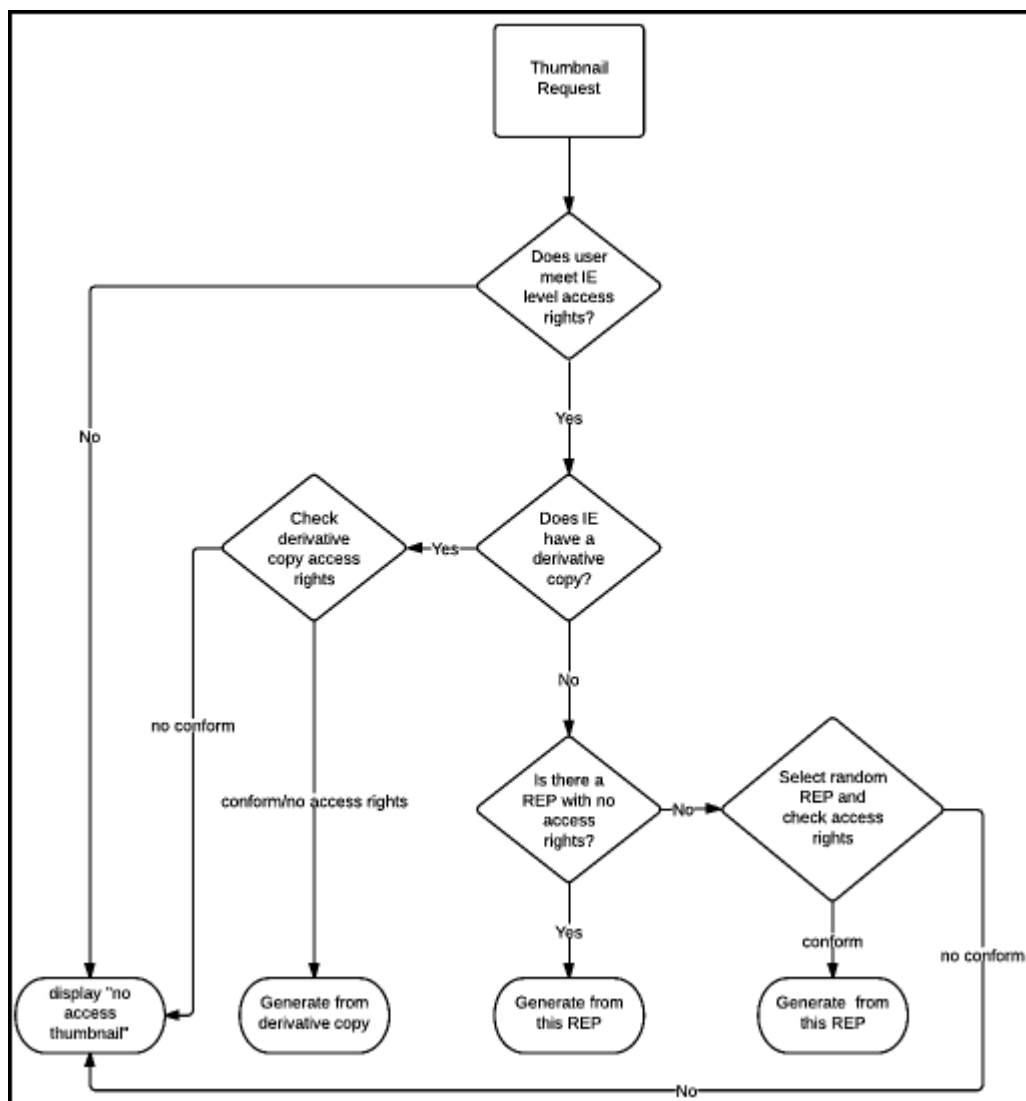 Thumbnail
Request
Does user
meet IE
level access
rights?
No
Yes
Check
derivative
copy access
rights
Yes
Does IE
have a
derivative
copy?
No
no conform
conform/no access rights
Is there a
REP with no
access
rights?
No
Select random
REP and
check access
rights
Yes
conform
no conform
display "no
access
thumbnail"
Generate from
derivative copy
Generate from
this REP
Generate from
this REP
No